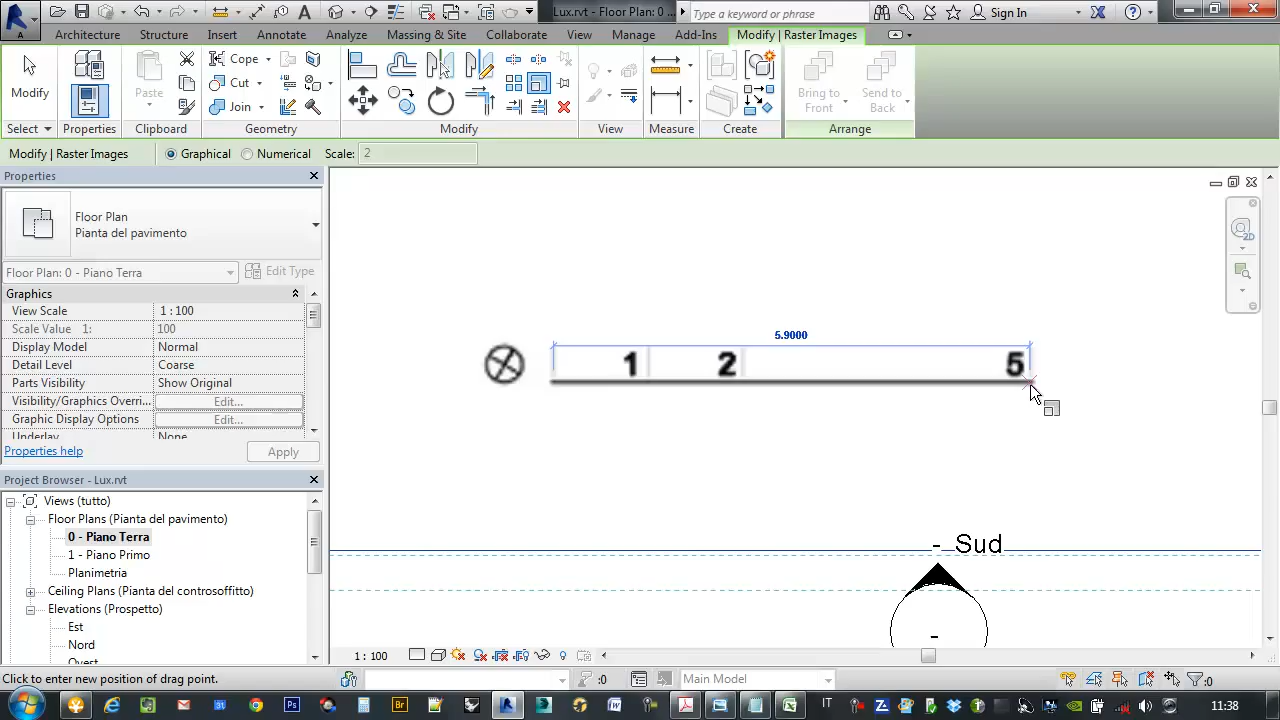 Lux.rvt - Floor Plan: 0 ...
Type a keyword or phrase
Sign In
A
Architecture
Structure
Insert
Annotate
Analyze
Massing & Site
Collaborate
View
Manage
Add-Ins
Modify | Raster Images
Modify
Paste
Cope
Cut
Join
Bring to
Front
Send to
Back
Select
Properties
Clipboard
Geometry
Modify
View
Measure
Create
Arrange
Modify | Raster Images
Graphical
Numerical
Scale:
2
Properties
Floor Plan
Pianta del pavimento
Floor Plan: 0 - Piano Terra
Edit Type
Graphics
View Scale 1 : 100
Scale Value 1: 100
Display Model Normal
Detail Level Coarse
Parts Visibility Show Original
Visibility/Graphics Overri... Edit...
Graphic Display Options Edit...
Underlay None
Properties help
Apply
Project Browser - Lux.rvt
Views (tutto)
Floor Plans (Pianta del pavimento)
0 - Piano Terra
1 - Piano Primo
Planimetria
Ceiling Plans (Pianta del controsoffitto)
Elevations (Prospetto)
Est
Nord
Ovest
2D
5.9000
1 2 5
- Sud
-
1 : 100
Click to enter new position of drag point.
:0
Main Model
:0
IT
11:38